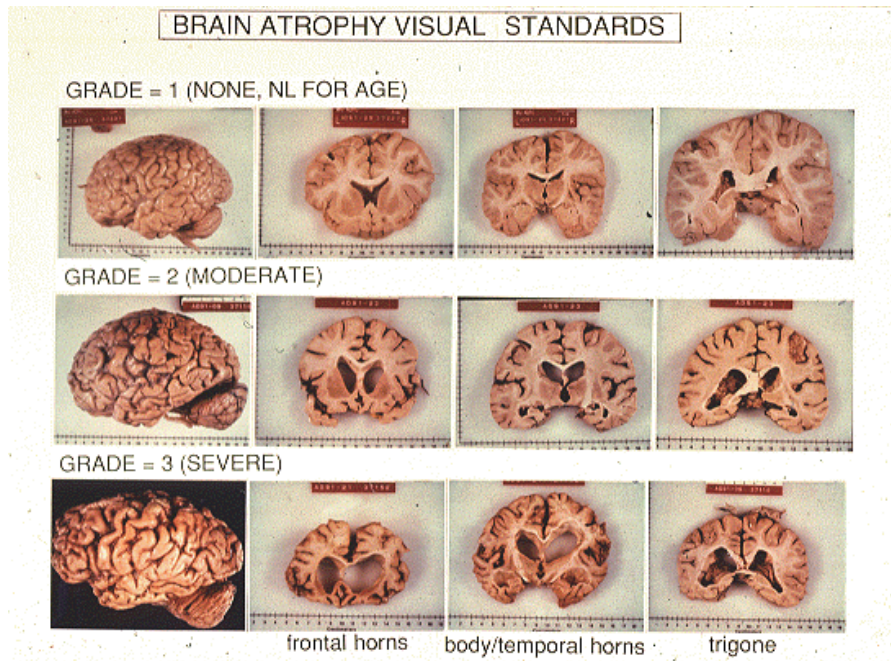 BRAIN ATROPHY VISUAL STANDARDS
GRADE = 1 (NONE, NL FOR AGE)
GRADE = 2 (MODERATE)
GRADE = 3 (SEVERE)
frontal horns
body/temporal horns
trigone